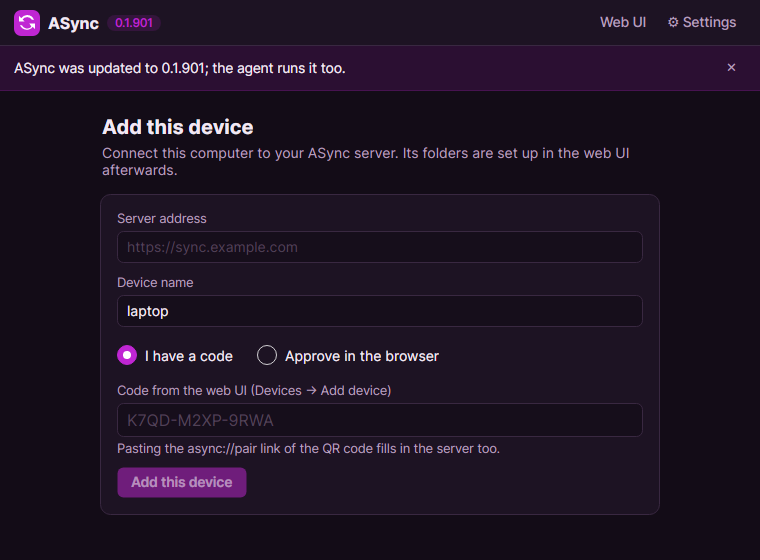 ASync 0.1.901 Web UI ⚙ Settings
ASync was updated to 0.1.901; the agent runs it too. ×
Add this device
Connect this computer to your ASync server. Its folders are set up in the web UI
afterwards.
Server address
https://sync.example.com
Device name
laptop
I have a code Approve in the browser
Code from the web UI (Devices → Add device)
K7QD-M2XP-9RWA
Pasting the async://pair link of the QR code fills in the server too.
Add this device